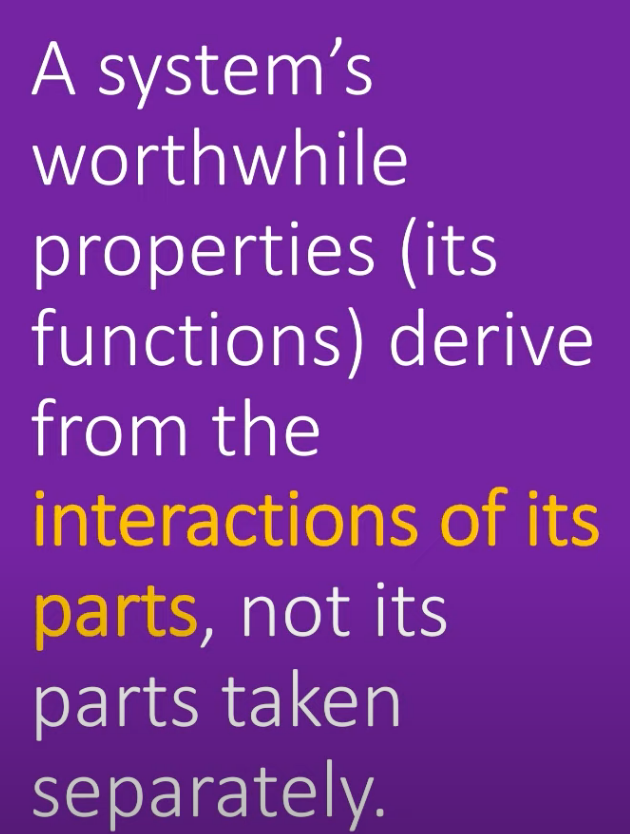 A system’s
worthwhile
properties (its
functions) derive
from the
interactions of its
parts, not its
parts taken
separately.